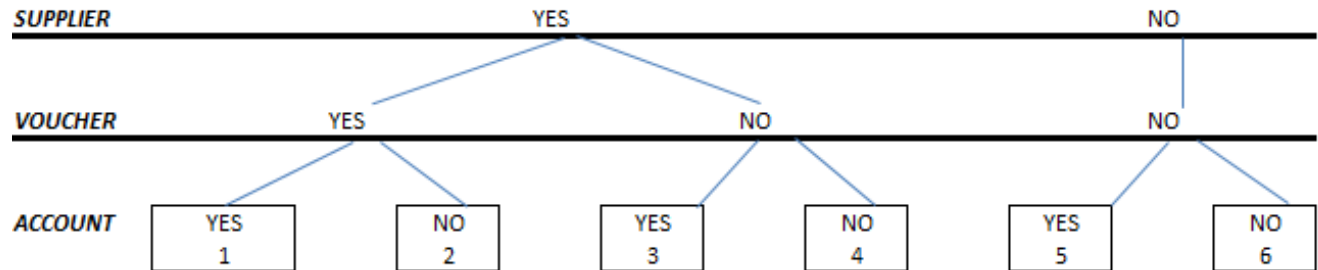 SUPPLIER YES NO
VOUCHER YES NO NO
ACCOUNT YES NO YES NO YES NO
1 2 3 4 5 6